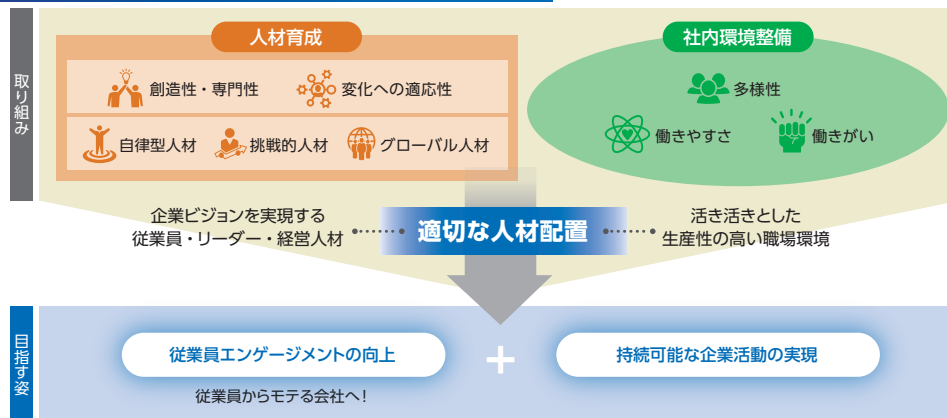 取り組み
人材育成
創造性・専門性
変化への適応性
自律型人材
挑戦的人材
グローバル人材
社内環境整備
多様性
働きやすさ
働きがい
企業ビジョンを実現する
従業員・リーダー・経営人材
適切な人材配置
活き活きとした
生産性の高い職場環境
目指す姿
従業員エンゲージメントの向上
+
持続可能な企業活動の実現
従業員からモテる会社へ!